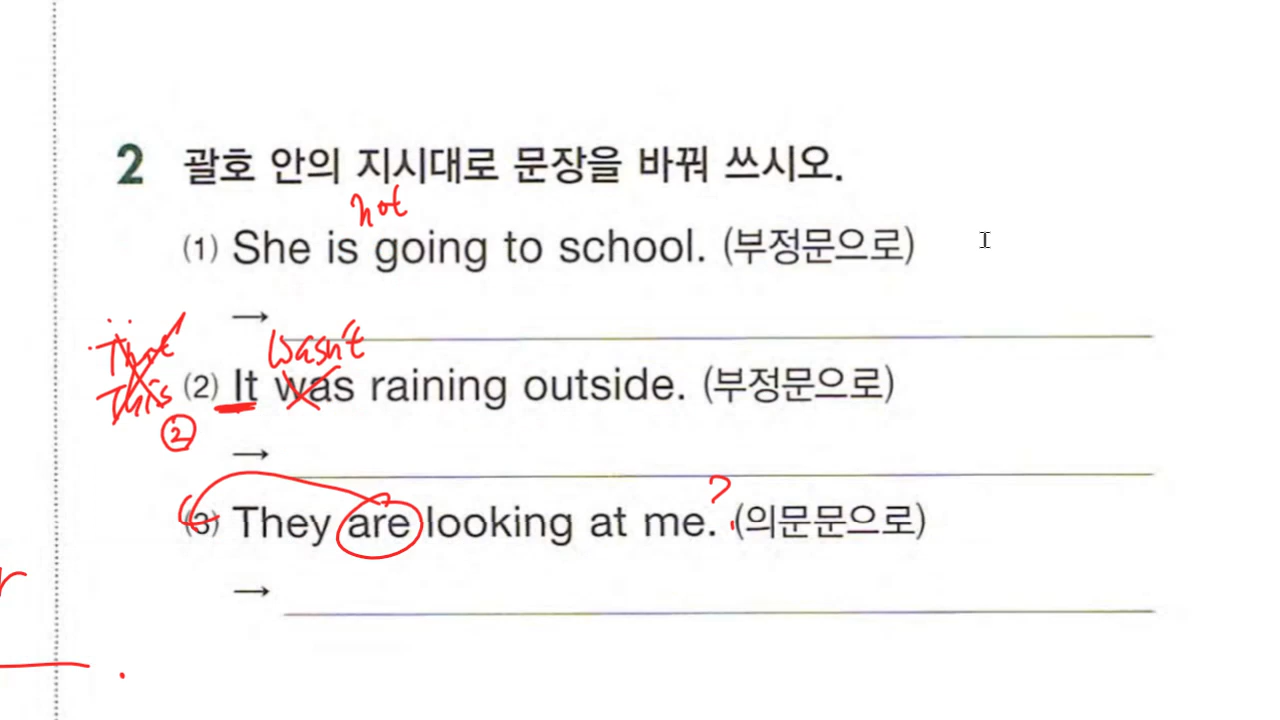 2 괄호 안의 지시대로 문장을 바꿔 쓰시오.
not
(1) She is going to school. (부정문으로)
→
That
wasn't
This
(2) It was raining outside. (부정문으로)
②
→
?
(3) They are looking at me. (의문문으로)
→
r